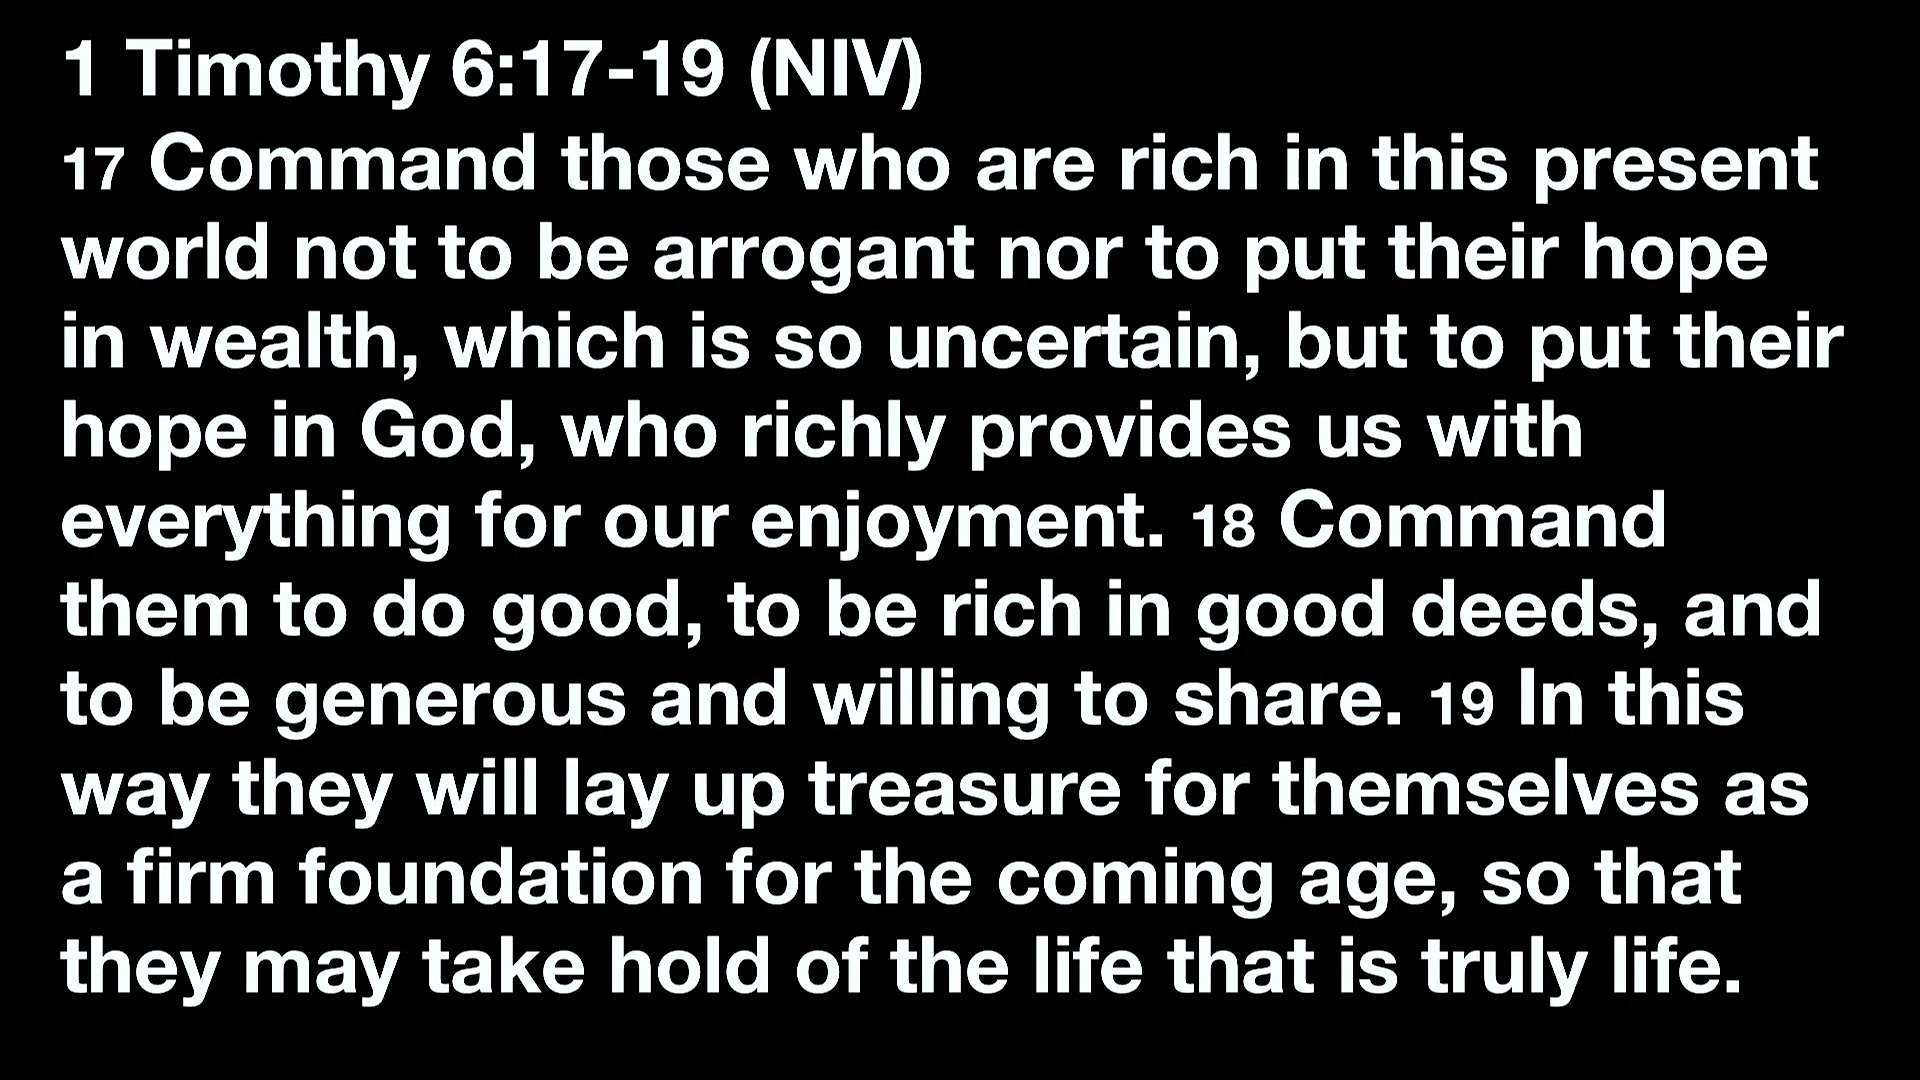 1 Timothy 6:17-19 (NIV)
17 Command those who are rich in this present
world not to be arrogant nor to put their hope
in wealth, which is so uncertain, but to put their
hope in God, who richly provides us with
everything for our enjoyment. 18 Command
them to do good, to be rich in good deeds, and
to be generous and willing to share. 19 In this
way they will lay up treasure for themselves as
a firm foundation for the coming age, so that
they may take hold of the life that is truly life.